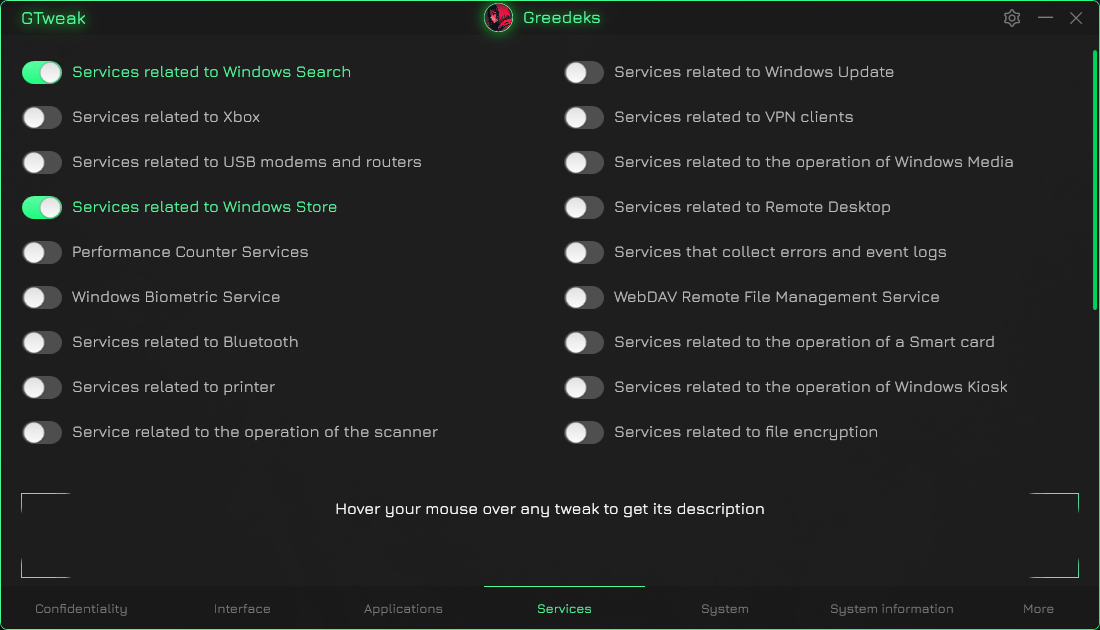 GTweak
Greedeks
Services related to Windows Search
Services related to Windows Update
Services related to Xbox
Services related to VPN clients
Services related to USB modems and routers
Services related to the operation of Windows Media
Services related to Windows Store
Services related to Remote Desktop
Performance Counter Services
Services that collect errors and event logs
Windows Biometric Service
WebDAV Remote File Management Service
Services related to Bluetooth
Services related to the operation of a Smart card
Services related to printer
Services related to the operation of Windows Kiosk
Service related to the operation of the scanner
Services related to file encryption
Hover your mouse over any tweak to get its description
Confidentiality
Interface
Applications
Services
System
System information
More